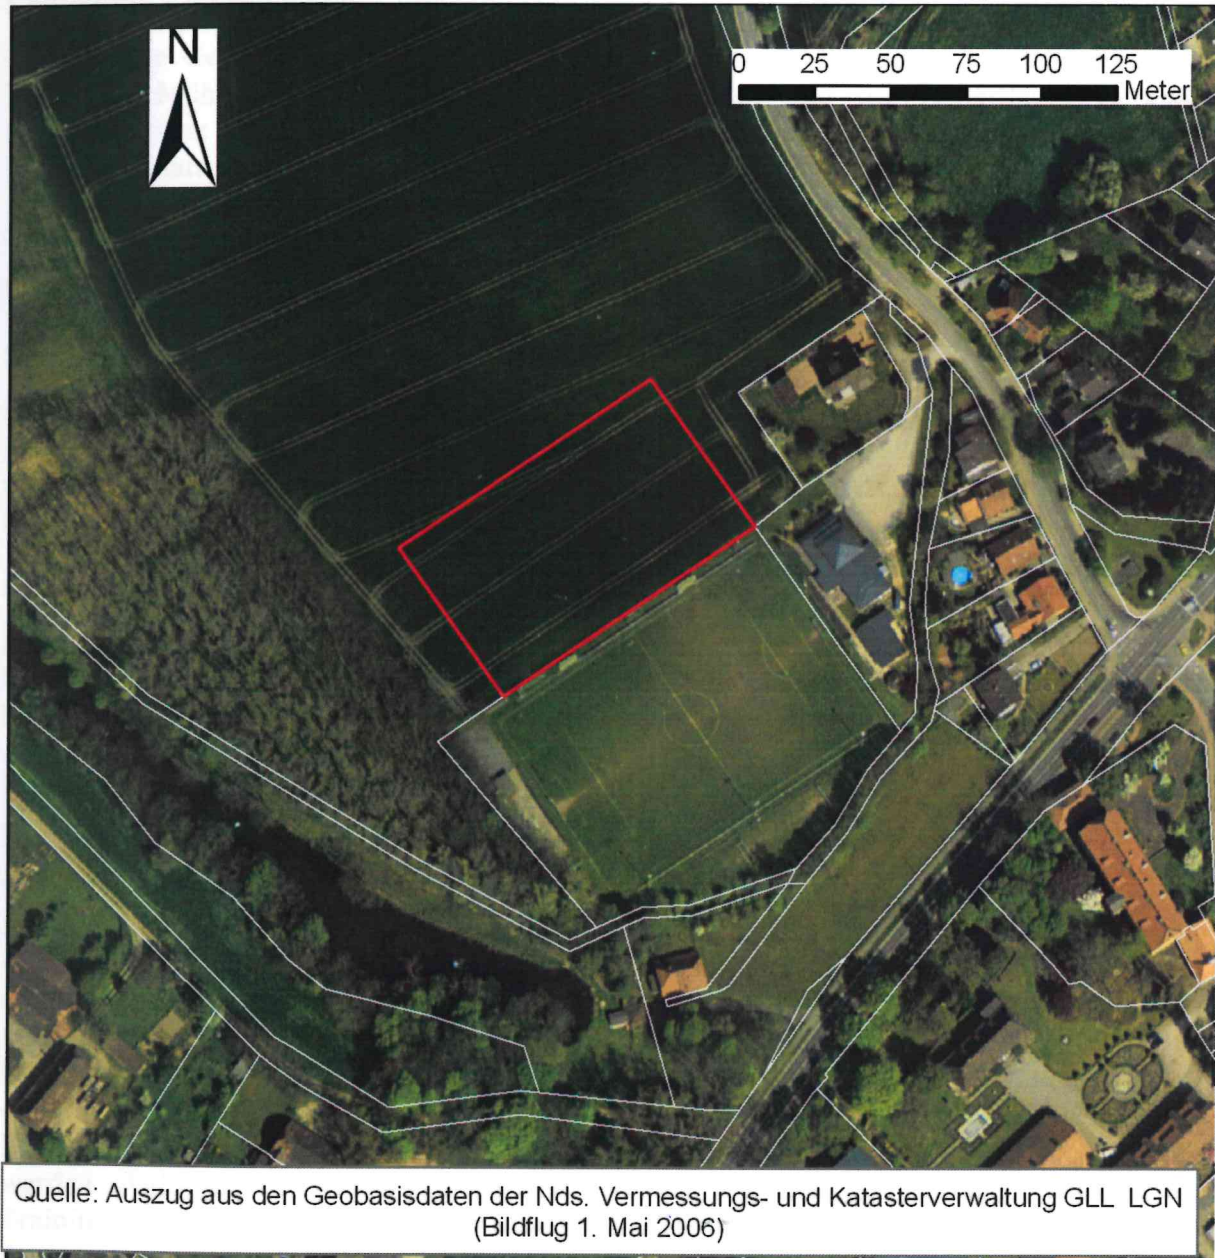 N
0 25 50 75 100 125
Meter
Quelle: Auszug aus den Geobasisdaten der Nds. Vermessungs- und Katasterverwaltung GLL LGN
(Bildflug 1. Mai 2006)